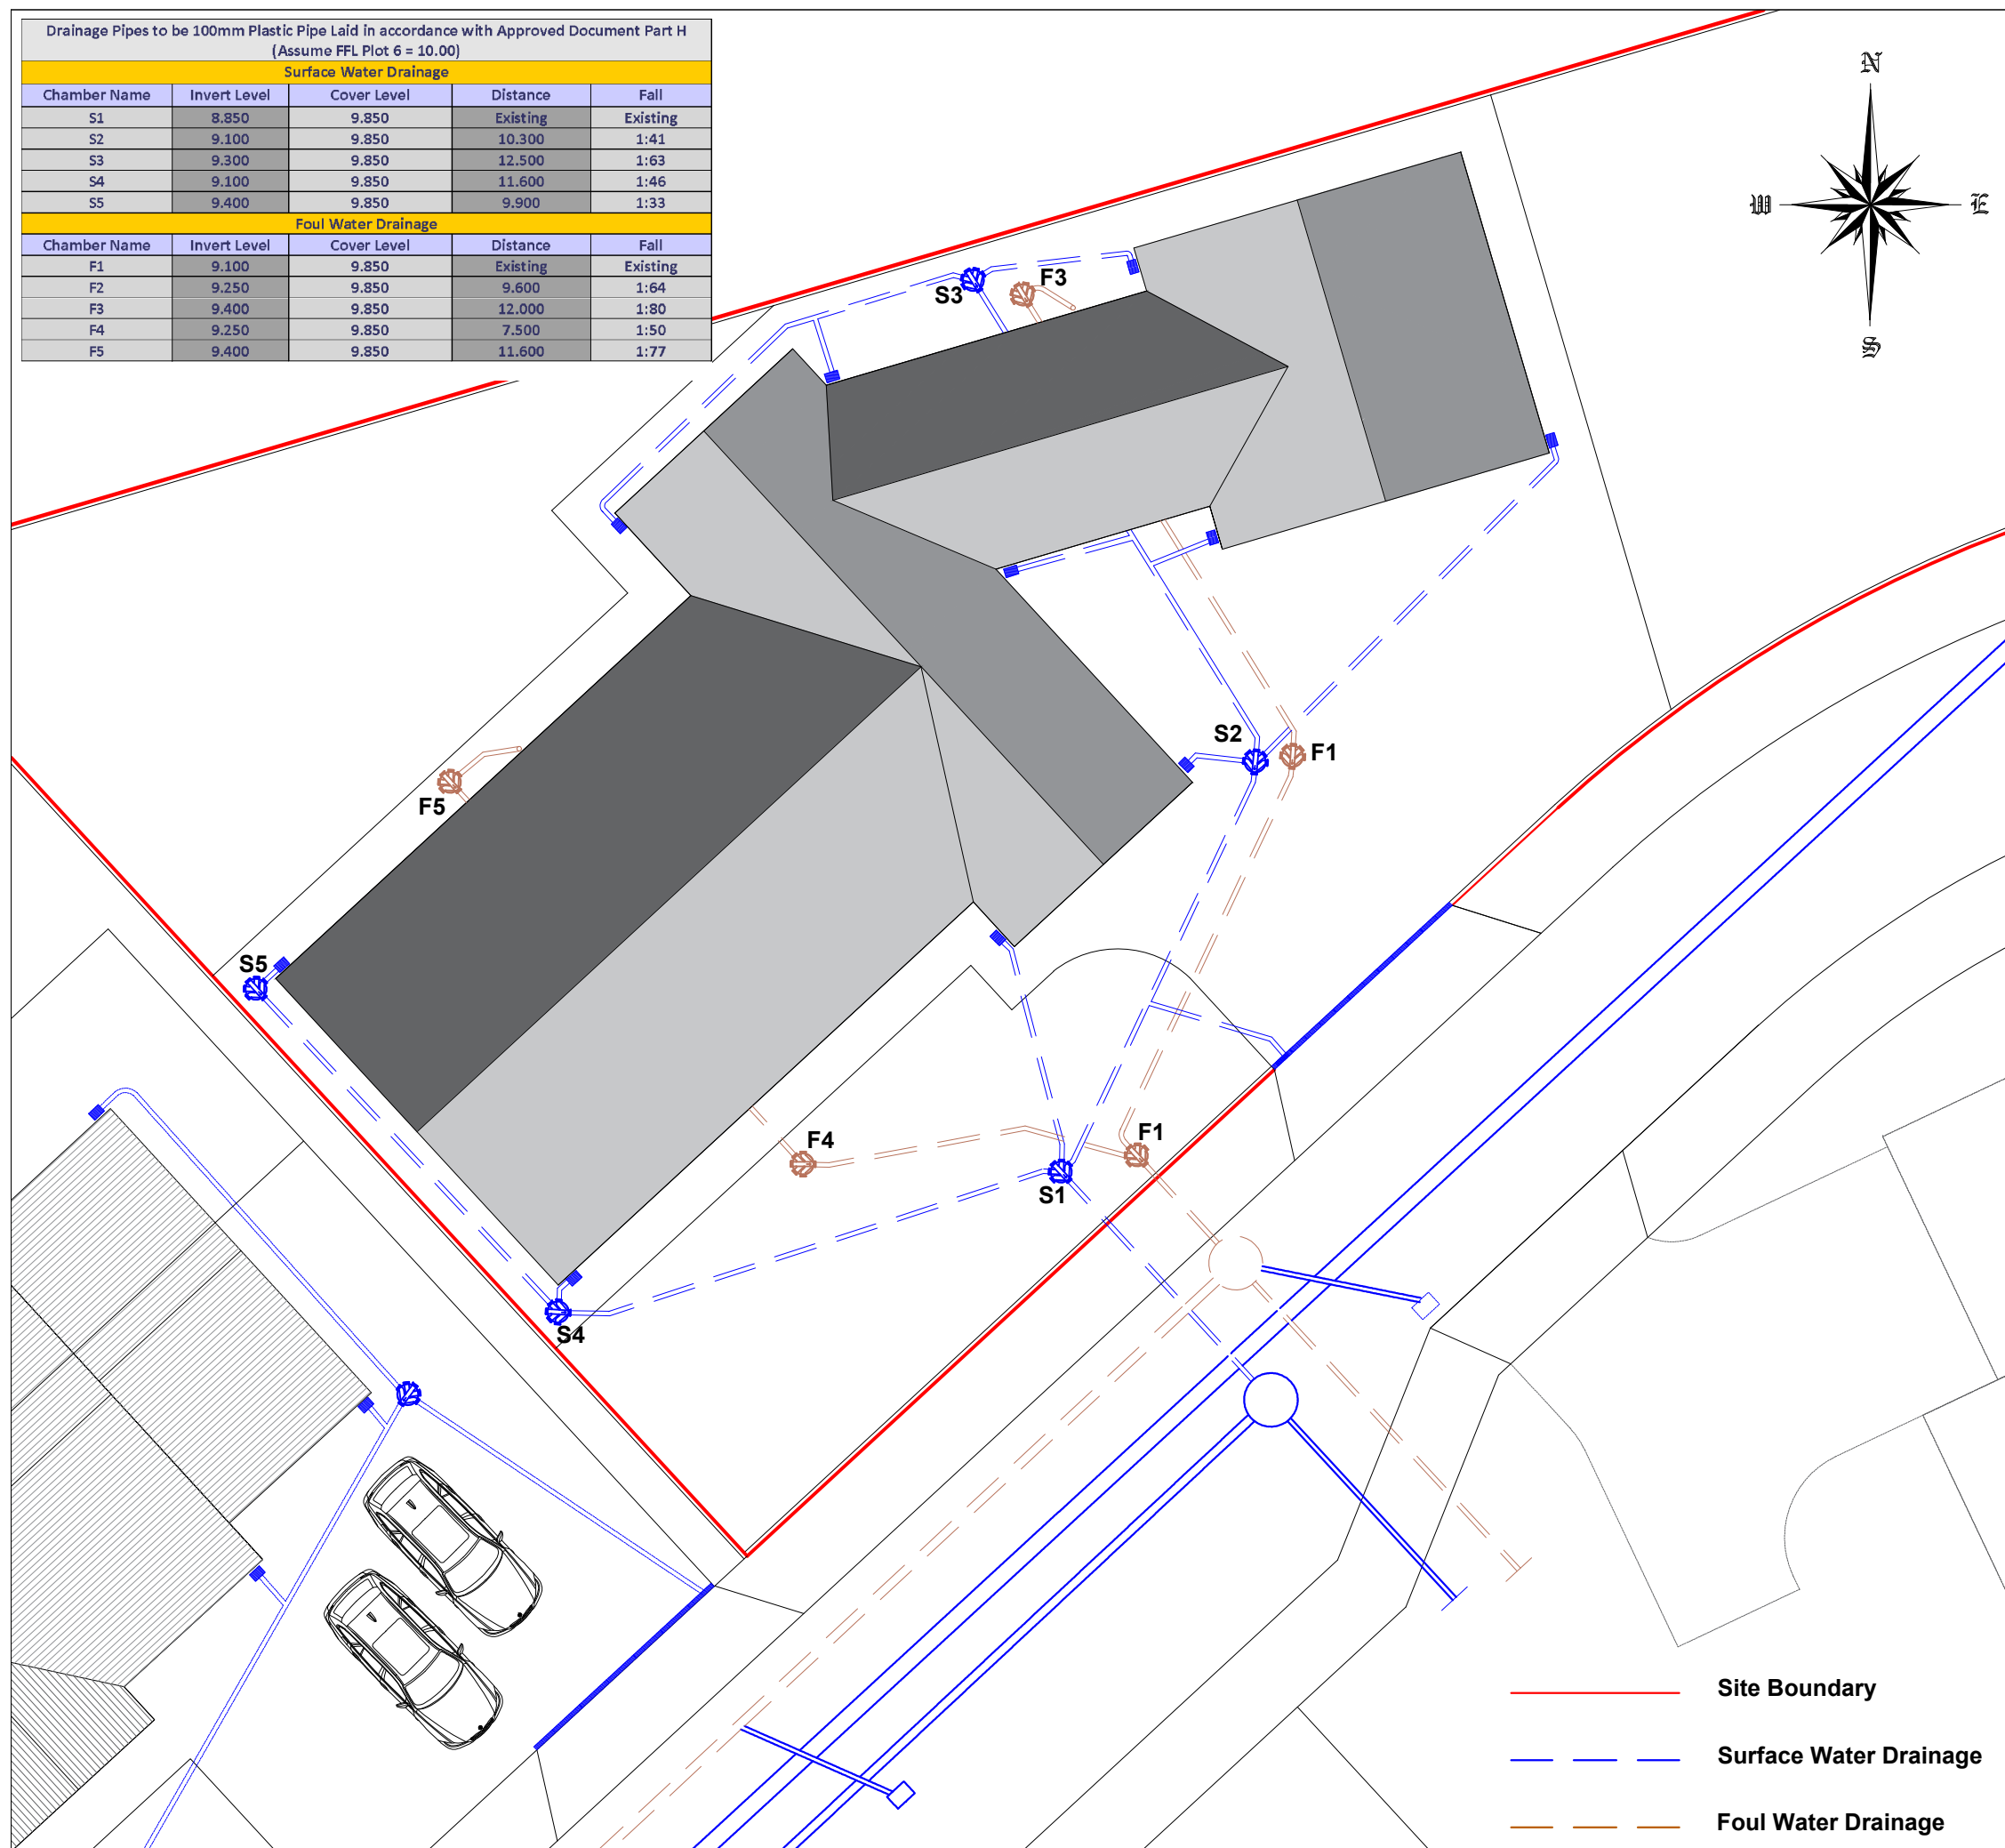 Drainage Pipes to be 100mm Plastic Pipe Laid in accordance with Approved Document Part H
(Assume FFL Plot 6 = 10.00)
Surface Water Drainage
Chamber Name Invert Level Cover Level Distance Fall
S1 8.850 9.850 Existing Existing
S2 9.100 9.850 10.300 1:41
S3 9.300 9.850 12.500 1:63
S4 9.100 9.850 11.600 1:46
S5 9.400 9.850 9.900 1:33
Foul Water Drainage
Chamber Name Invert Level Cover Level Distance Fall
F1 9.100 9.850 Existing Existing
F2 9.250 9.850 9.600 1:64
F3 9.400 9.850 12.000 1:80
F4 9.250 9.850 7.500 1:50
F5 9.400 9.850 11.600 1:77
N
W
E
S
S3
F3
S2
F1
F5
S5
F4
F1
S1
S4
Site Boundary
Surface Water Drainage
Foul Water Drainage